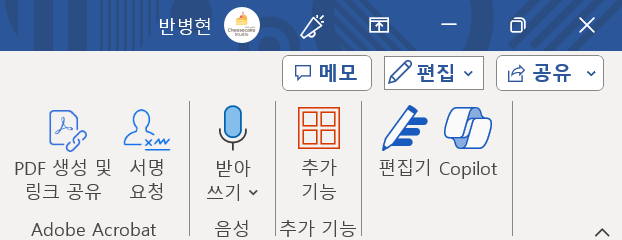 반병현
Cheesecake
Studio
메모
편집
공유
PDF 생성 및
링크 공유
서명
요청
받아
쓰기
추가
기능
편집기
Copilot
Adobe Acrobat
음성
추가 기능